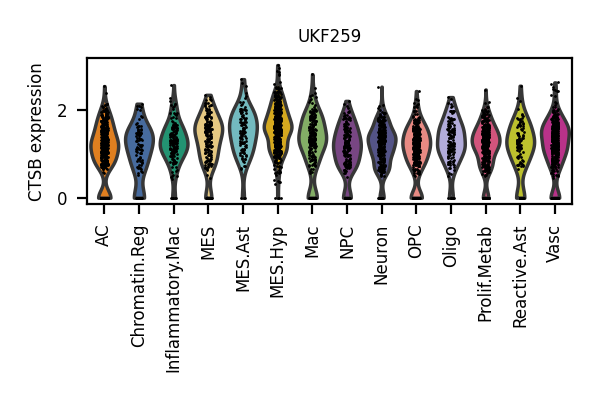 UKF259
CTSB expression
2
0
AC
Chromatin.Reg
Inflammatory.Mac
MES
MES.Ast
MES.Hyp
Mac
NPC
Neuron
OPC
Oligo
Prolif.Metab
Reactive.Ast
Vasc